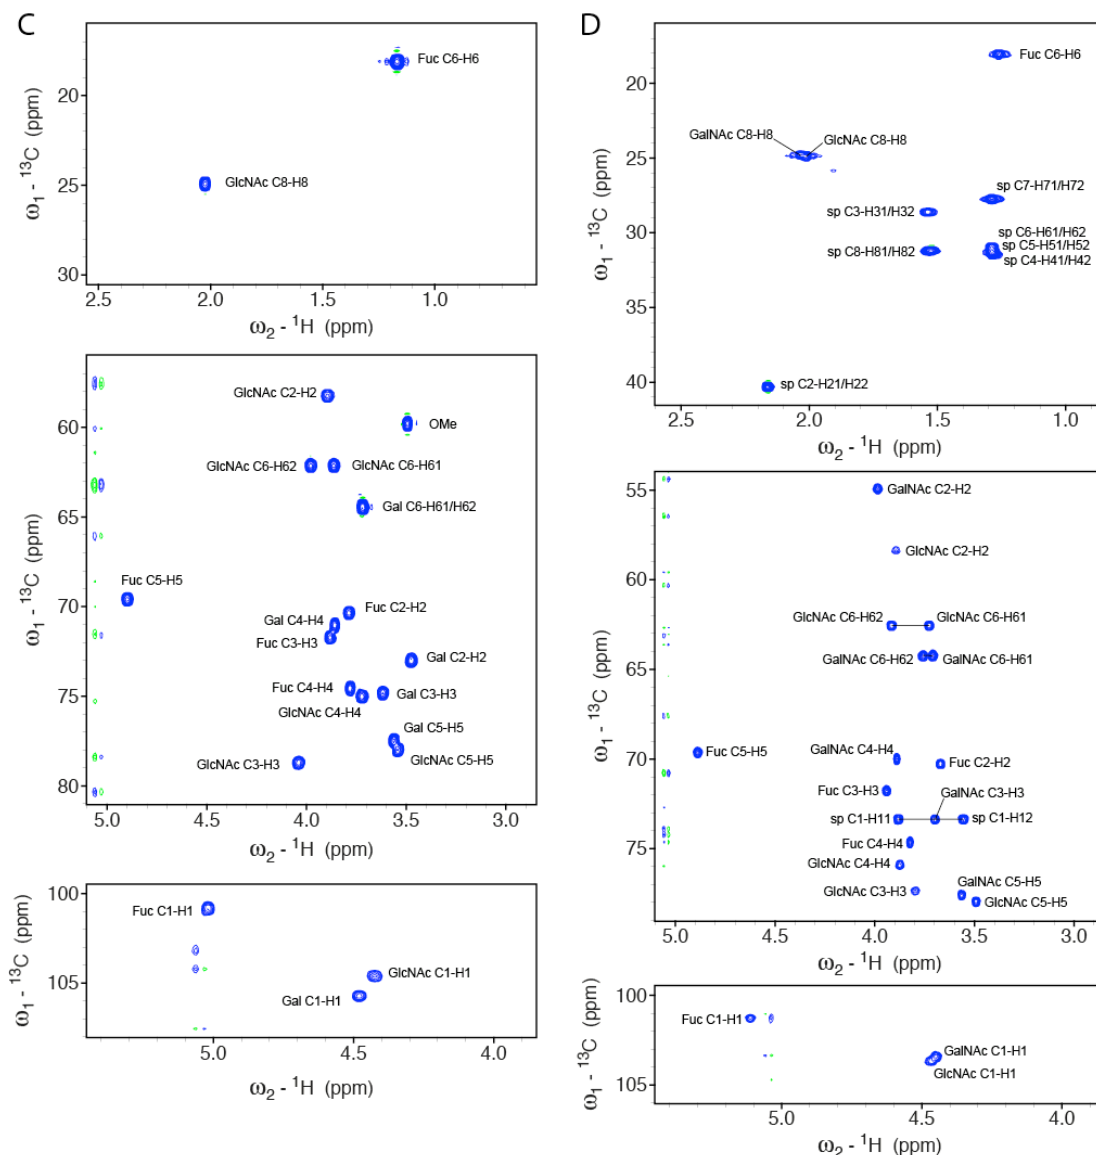 C
Fuc C6-H6
GlcNAc C8-H8
20
25
30
2.5
2.0
1.5
1.0
ω1 - 13C (ppm)
ω2 - 1H (ppm)
GlcNAc C2-H2
OMe
GlcNAc C6-H62
GlcNAc C6-H61
Gal C6-H61/H62
Fuc C5-H5
Fuc C2-H2
Gal C4-H4
Fuc C3-H3
Gal C2-H2
Fuc C4-H4
Gal C3-H3
GlcNAc C4-H4
Gal C5-H5
GlcNAc C5-H5
GlcNAc C3-H3
60
65
70
75
80
5.0
4.0
3.5
3.0
ω1 - 13C (ppm)
ω2 - 1H (ppm)
Fuc C1-H1
GlcNAc C1-H1
Gal C1-H1
100
105
5.0
4.5
4.0
ω1 - 13C (ppm)
ω2 - 1H (ppm)
D
Fuc C6-H6
GalNAc C8-H8
GlcNAc C8-H8
sp C7-H71/H72
sp C3-H31/H32
sp C6-H61/H62
sp C5-H51/H52
sp C8-H81/H82
sp C4-H41/H42
sp C2-H21/H22
20
25
30
35
40
2.5
2.0
1.5
1.0
ω1 - 13C (ppm)
ω2 - 1H (ppm)
GalNAc C2-H2
GlcNAc C2-H2
GlcNAc C6-H62
GlcNAc C6-H61
GalNAc C6-H62
GalNAc C6-H61
Fuc C5-H5
GalNAc C4-H4
Fuc C2-H2
Fuc C3-H3
GalNAc C3-H3
sp C1-H11
sp C1-H12
Fuc C4-H4
GlcNAc C4-H4
GlcNAc C3-H3
GalNAc C5-H5
GlcNAc C5-H5
55
60
65
70
75
5.0
4.5
4.0
3.5
3.0
ω1 - 13C (ppm)
ω2 - 1H (ppm)
Fuc C1-H1
GalNAc C1-H1
GlcNAc C1-H1
100
105
5.0
4.5
4.0
ω1 - 13C (ppm)
ω2 - 1H (ppm)